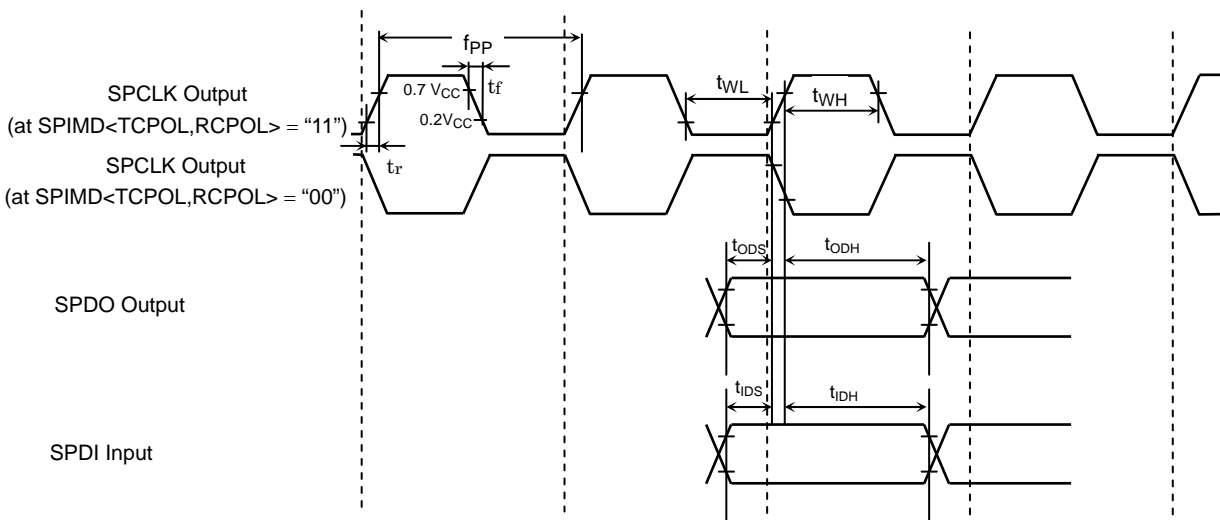 fPP
SPCLK Output
(at SPIMD<TCPOL,RCPOL> = “11”)
0.7 VCC
tf
0.2VCC
tWL
tWH
tr
SPCLK Output
(at SPIMD<TCPOL,RCPOL> = “00”)
tODS
tODH
SPDO Output
tIDS
tIDH
SPDI Input